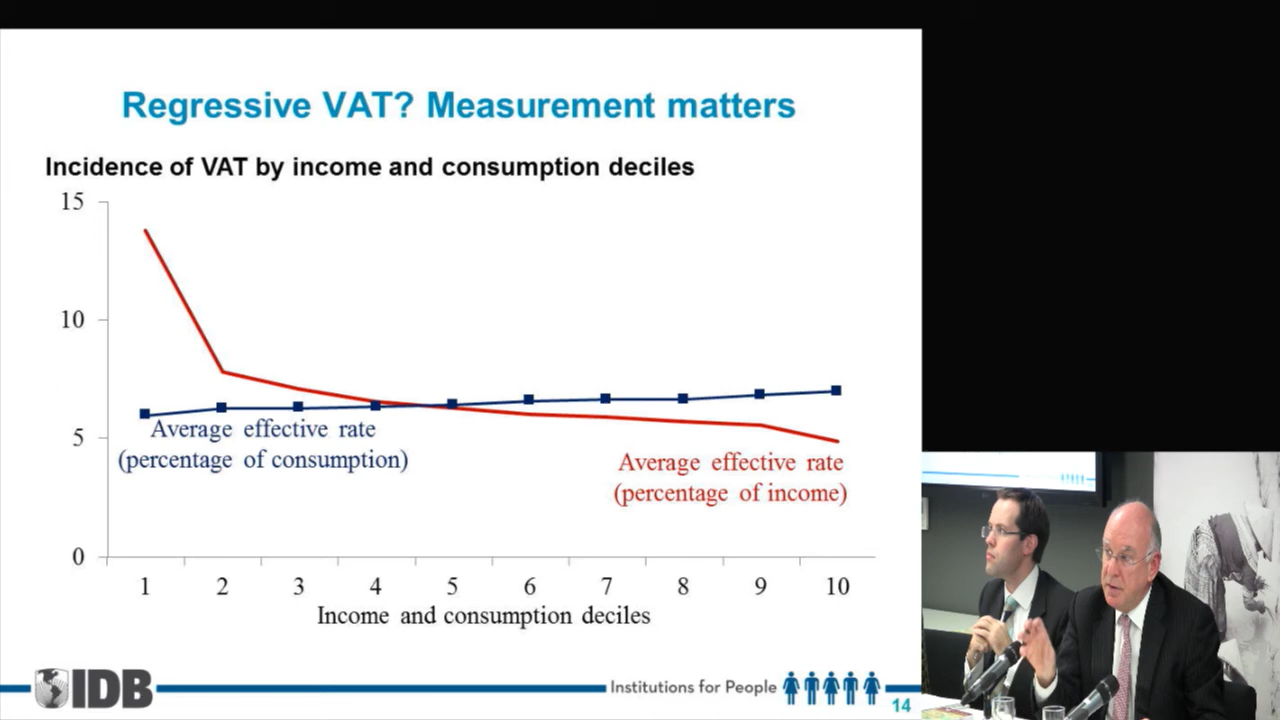 Regressive VAT? Measurement matters
Incidence of VAT by income and consumption deciles
15
10
5
0
Average effective rate
(percentage of consumption)
Average effective rate
(percentage of income)
1 2 3 4 5 6 7 8 9 10
Income and consumption deciles
IDB
Institutions for People
14